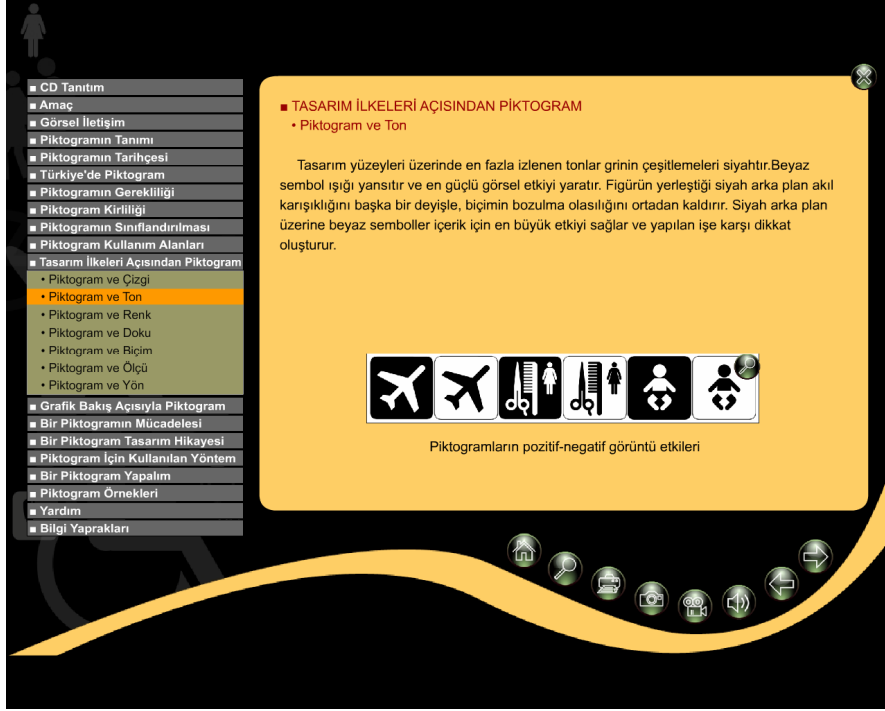 ■ CD Tanıtım
■ Amaç
■ Görsel İletişim
■ Piktogramın Tanımı
■ Piktogramın Tarihçesi
■ Türkiye'de Piktogram
■ Piktogramın Gerekliliği
■ Piktogram Kirliliği
■ Piktogramın Sınıflandırılması
■ Piktogram Kullanım Alanları
■ Tasarım İlkeleri Açısından Piktogram
• Piktogram ve Çizgi
• Piktogram ve Ton
• Piktogram ve Renk
• Piktogram ve Doku
• Piktogram ve Biçim
• Piktogram ve Ölçü
• Piktogram ve Yön
■ Grafik Bakış Açısıyla Piktogram
■ Bir Piktogramın Mücadelesi
■ Bir Piktogram Tasarım Hikayesi
■ Piktogram İçin Kullanılan Yöntem
■ Bir Piktogram Yapalım
■ Piktogram Örnekleri
■ Yardım
■ Bilgi Yaprakları
■ TASARIM İLKELERİ AÇISINDAN PİKTOGRAM
• Piktogram ve Ton
Tasarım yüzeyleri üzerinde en fazla izlenen tonlar grinin çeşitlemeleri siyahtır.Beyaz
sembol ışığı yansıtır ve en güçlü görsel etkiyi yaratır. Figürün yerleştiği siyah arka plan akıl
karışıklığını başka bir deyişle, biçimin bozulma olasılığını ortadan kaldırır. Siyah arka plan
üzerine beyaz semboller içerik için en büyük etkiyi sağlar ve yapılan işe karşı dikkat
oluşturur.
Piktogramların pozitif-negatif görüntü etkileri